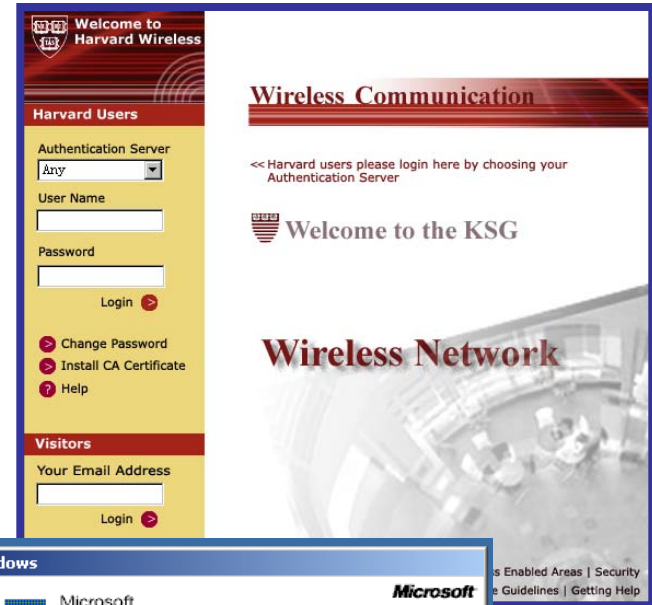 Welcome to
Harvard Wireless
Harvard Users
Authentication Server
Any
User Name
Password
Login
Change Password
Install CA Certificate
? Help
Visitors
Your Email Address
Login
Wireless Communication
<< Harvard users please login here by choosing your
Authentication Server
Welcome to the KSG
Wireless Network
Enabled Areas | Security
Guidelines | Getting Help
Microsoft
Microsoft